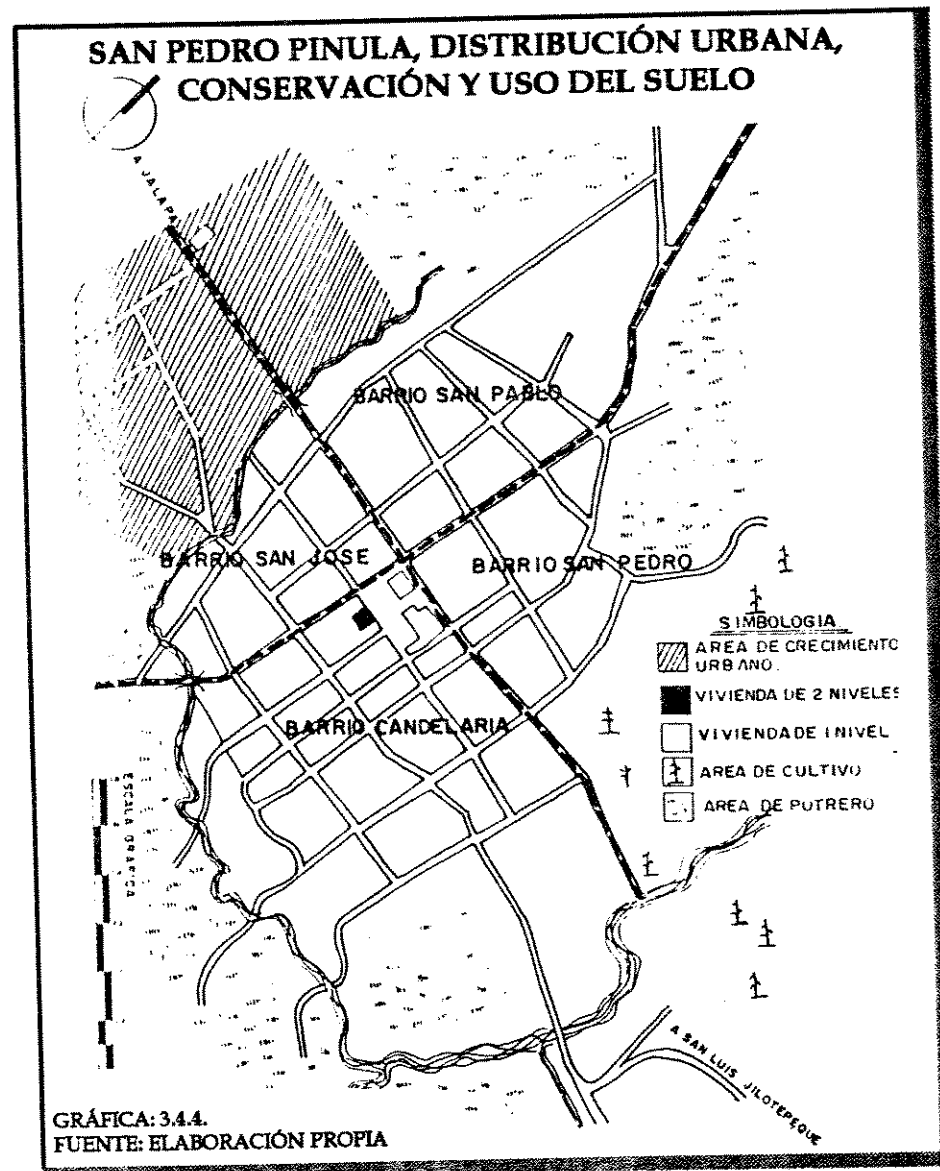 SAN PEDRO PINULA, DISTRIBUCIÓN URBANA,
CONSERVACIÓN Y USO DEL SUELO
A JALAPA
BARRIO SAN PABLO
BARRIO SAN JOSE
BARRIO SAN PEDRO
BARRIO CANDELARIA
SIMBOLOGIA
AREA DE CRECIMIENTO
URBANO.
VIVIENDA DE 2 NIVELES
VIVIENDA DE 1 NIVEL
AREA DE CULTIVO
AREA DE POTRERO
ESCALA GRAFICA
A SAN LUIS JILOTEPEQUE
GRÁFICA: 3.4.4.
FUENTE: ELABORACIÓN PROPIA